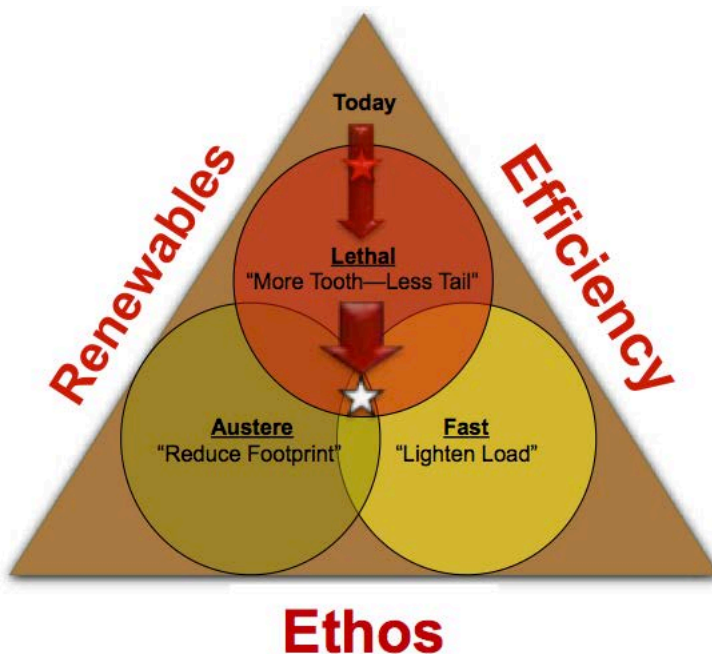 Today
Renewables
Efficiency
Lethal
“More Tooth—Less Tail”
Austere
“Reduce Footprint”
Fast
“Lighten Load”
Ethos